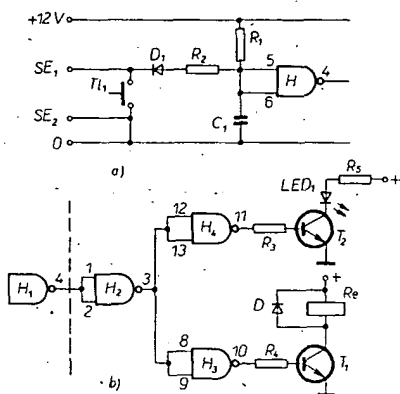 +12V
R1
SE1
D1
R2
5
H
4
Tl1
6
SE2
C1
0
a)
R5
+
LED1
12
H4
11
13
R3
T2
H1
4
1
H2
3
2
+
D
Re
8
H3
10
9
R4
T1
b)